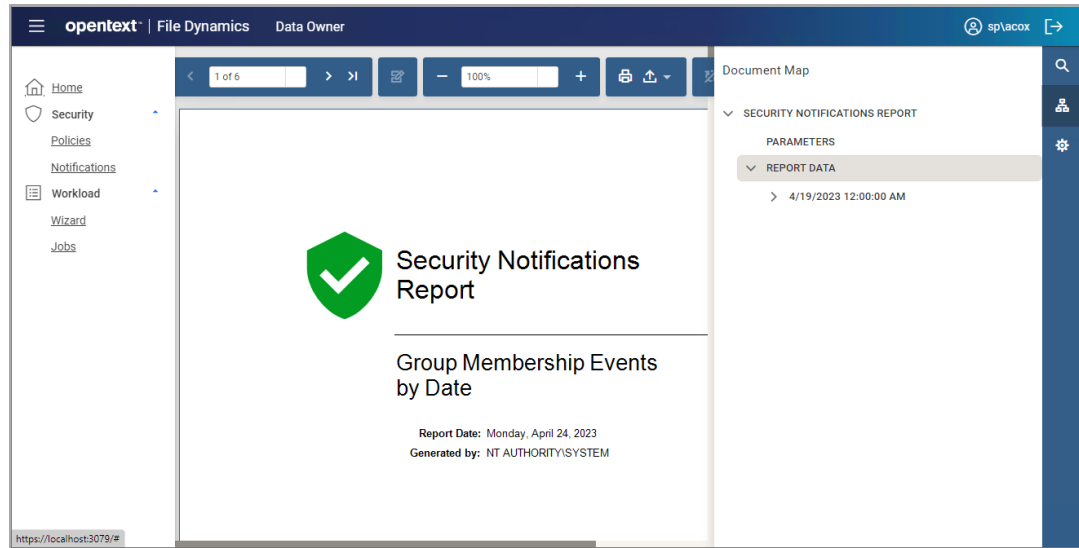 opentext™ | File Dynamics Data Owner sp\acox
Home
Security
Policies
Notifications
Workload
Wizard
Jobs
1 of 6
100%
Security Notifications
Report
Group Membership Events
by Date
Report Date: Monday, April 24, 2023
Generated by: NT AUTHORITY\SYSTEM
Document Map
SECURITY NOTIFICATIONS REPORT
PARAMETERS
REPORT DATA
4/19/2023 12:00:00 AM
https://localhost:3079/#